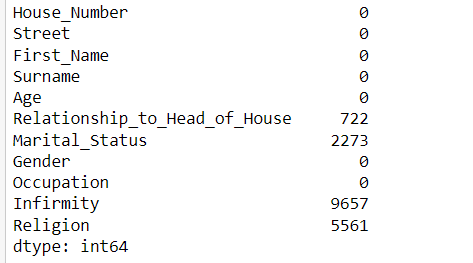 House_Number 0
Street 0
First_Name 0
Surname 0
Age 0
Relationship_to_Head_of_House 722
Marital_Status 2273
Gender 0
Occupation 0
Infirmity 9657
Religion 5561
dtype: int64